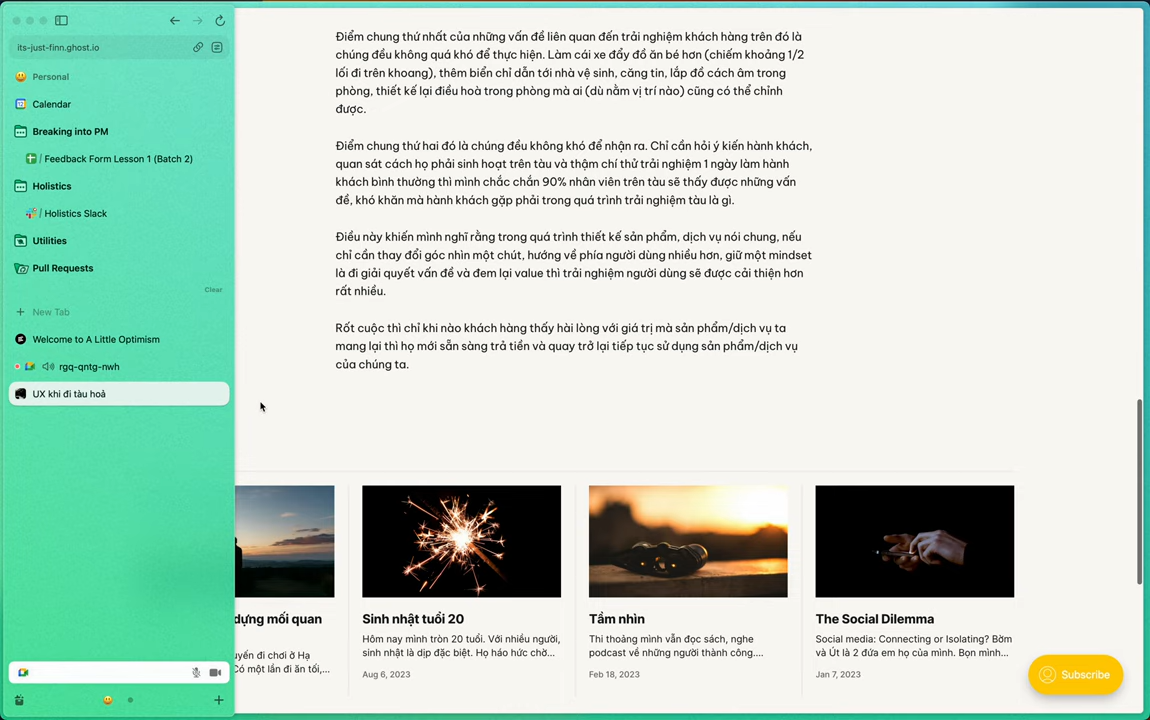 its-just-finn.ghost.io
Personal
Calendar
Breaking into PM
/ Feedback Form Lesson 1 (Batch 2)
Holistics
/ Holistics Slack
Utilities
Pull Requests
Clear
New Tab
Welcome to A Little Optimism
rgq-qntg-nwh
UX khi đi tàu hoả
Điểm chung thứ nhất của những vấn đề liên quan đến trải nghiệm khách hàng trên đó là
chúng đều không quá khó để thực hiện. Làm cái xe đẩy đồ ăn bé hơn (chiếm khoảng 1/2
lối đi trên khoang), thêm biển chỉ dẫn tới nhà vệ sinh, căng tin, lắp đồ cách âm trong
phòng, thiết kế lại điều hoà trong phòng mà ai (dù nằm vị trí nào) cũng có thể chỉnh
được.
Điểm chung thứ hai đó là chúng đều không khó để nhận ra. Chỉ cần hỏi ý kiến hành khách,
quan sát cách họ phải sinh hoạt trên tàu và thậm chí thử trải nghiệm 1 ngày làm hành
khách bình thường thì mình chắc chắn 90% nhân viên trên tàu sẽ thấy được những vấn
đề, khó khăn mà hành khách gặp phải trong quá trình trải nghiệm tàu là gì.
Điều này khiến mình nghĩ rằng trong quá trình thiết kế sản phẩm, dịch vụ nói chung, nếu
chỉ cần thay đổi góc nhìn một chút, hướng về phía người dùng nhiều hơn, giữ một mindset
là đi giải quyết vấn đề và đem lại value thì trải nghiệm người dùng sẽ được cải thiện hơn
rất nhiều.
Rốt cuộc thì chỉ khi nào khách hàng thấy hài lòng với giá trị mà sản phẩm/dịch vụ ta
mang lại thì họ mới sẵn sàng trả tiền và quay trở lại tiếp tục sử dụng sản phẩm/dịch vụ
của chúng ta.
dựng mối quan
uyến đi chơi ở Hạ
Có một lần đi ăn tối,...
Sinh nhật tuổi 20
Hôm nay mình tròn 20 tuổi. Với nhiều người,
sinh nhật là dịp đặc biệt. Họ háo hức chờ...
Aug 6, 2023
Tầm nhìn
Thi thoảng mình vẫn đọc sách, nghe
podcast về những người thành công....
Feb 18, 2023
The Social Dilemma
Social media: Connecting or Isolating? Bờm
và Út là 2 đứa em họ của mình. Bọn mình...
Jan 7, 2023
Subscribe